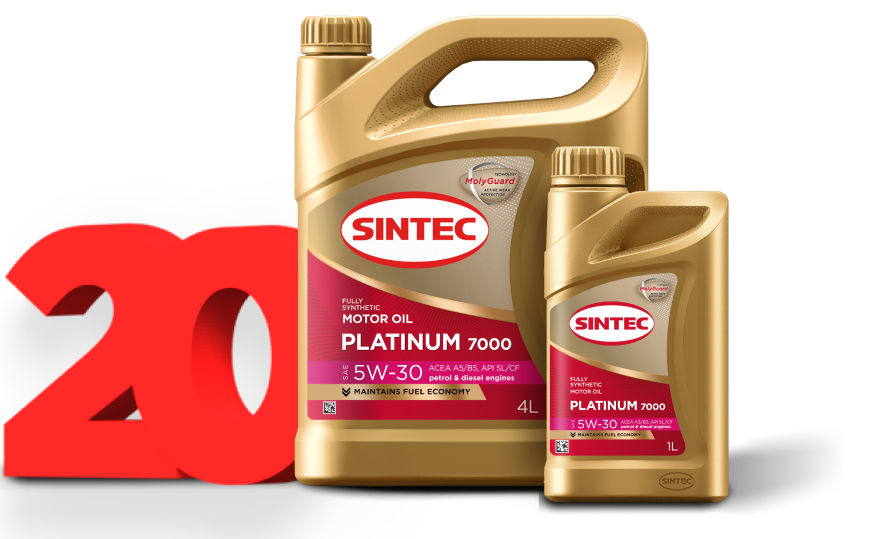 20
TECHNOLOGY
MolyGuard
ACTIVE WEAR
PROTECTION
SINTEC
FULLY
SYNTHETIC
MOTOR OIL
PLATINUM 7000
SAE 5W-30
ACEA A5/B5, API SL/CF
petrol & diesel engines
MAINTAINS FUEL ECONOMY
4L
MolyGuard
SINTEC
FULLY
SYNTHETIC
MOTOR OIL
PLATINUM 7000
SAE 5W-30
ACEA A5/B5, API SL/CF
petrol & diesel engines
MAINTAINS FUEL ECONOMY
1L
SINTEC